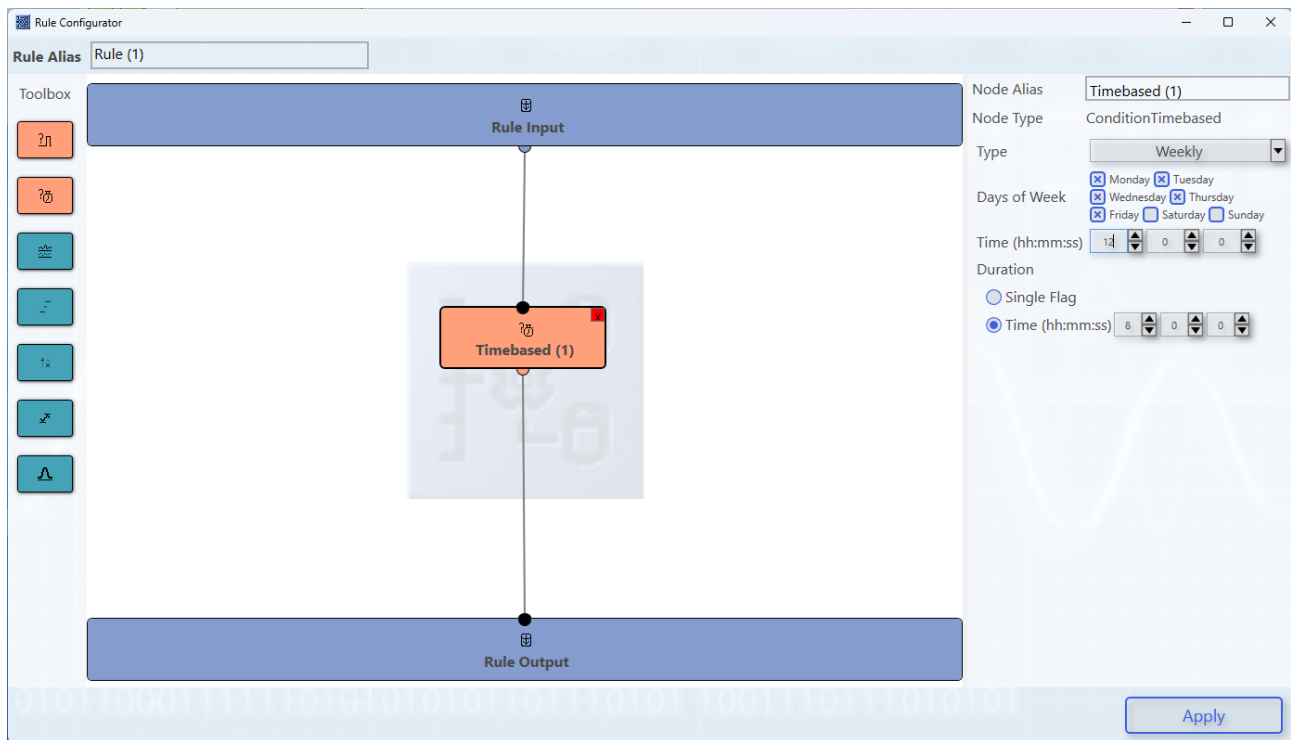 Rule Configurator
Rule Alias Rule (1)
Toolbox
Rule Input
Timebased (1)
Rule Output
Node Alias Timebased (1)
Node Type ConditionTimebased
Type Weekly
Days of Week
Monday Tuesday
Wednesday Thursday
Friday Saturday Sunday
Time (hh:mm:ss) 12 0 0
Duration
Single Flag
Time (hh:mm:ss) 8 0 0
Apply